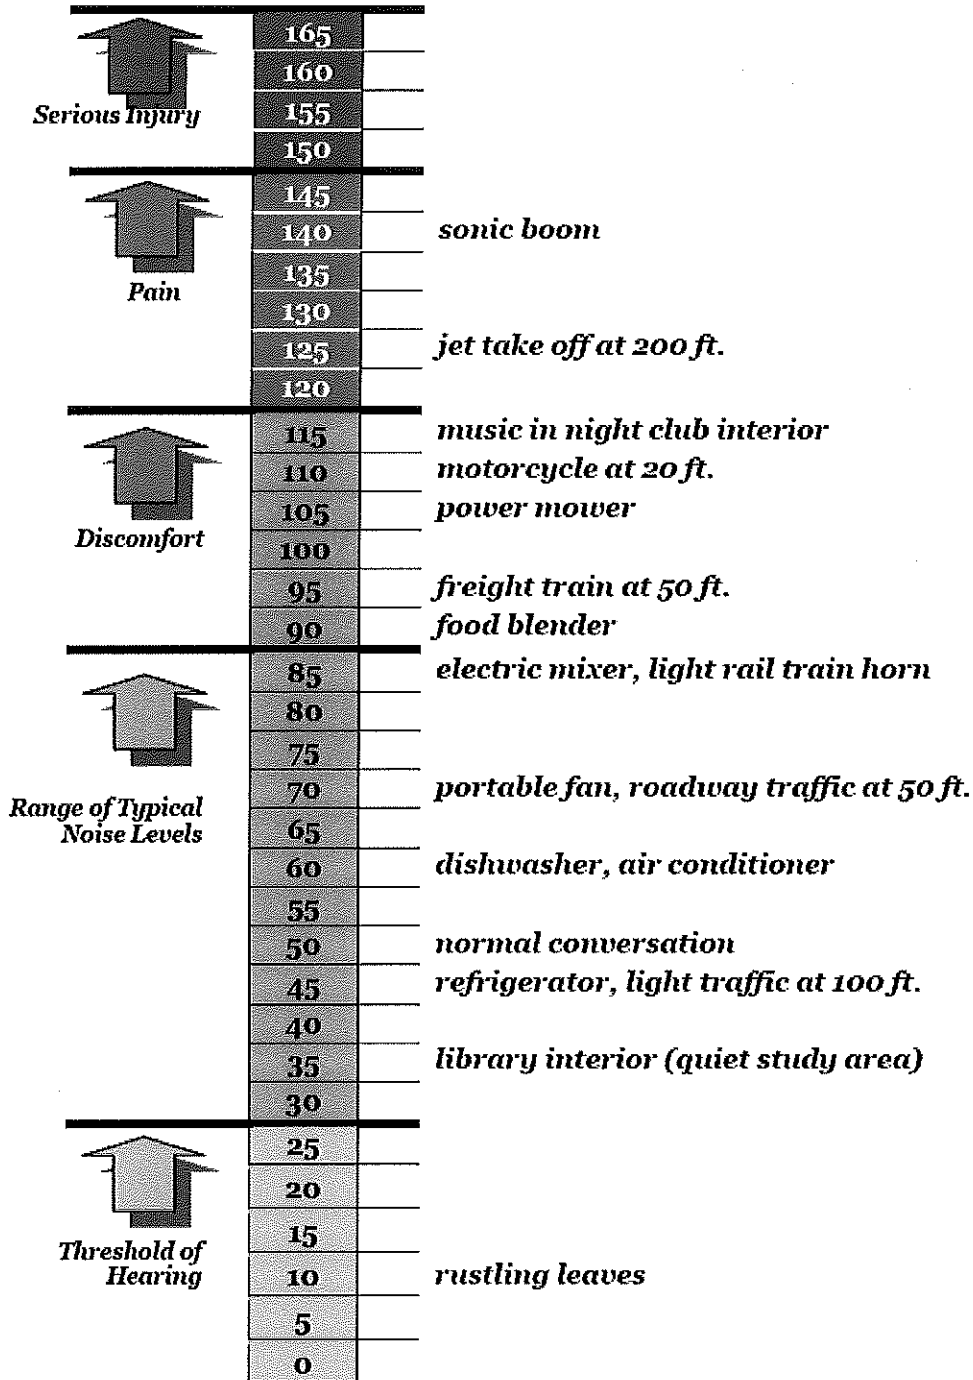 165
160
Serious Injury 155
150
145
140 sonic boom
135
Pain
130
125 jet take off at 200 ft.
120
115 music in night club interior
110 motorcycle at 20 ft.
105 power mower
Discomfort
100
95 freight train at 50 ft.
90 food blender
85 electric mixer, light rail train horn
80
75
70 portable fan, roadway traffic at 50 ft.
Range of Typical
Noise Levels 65
60 dishwasher, air conditioner
55
50 normal conversation
45 refrigerator, light traffic at 100 ft.
40
35 library interior (quiet study area)
30
25
20
15
Threshold of
Hearing 10 rustling leaves
5
0